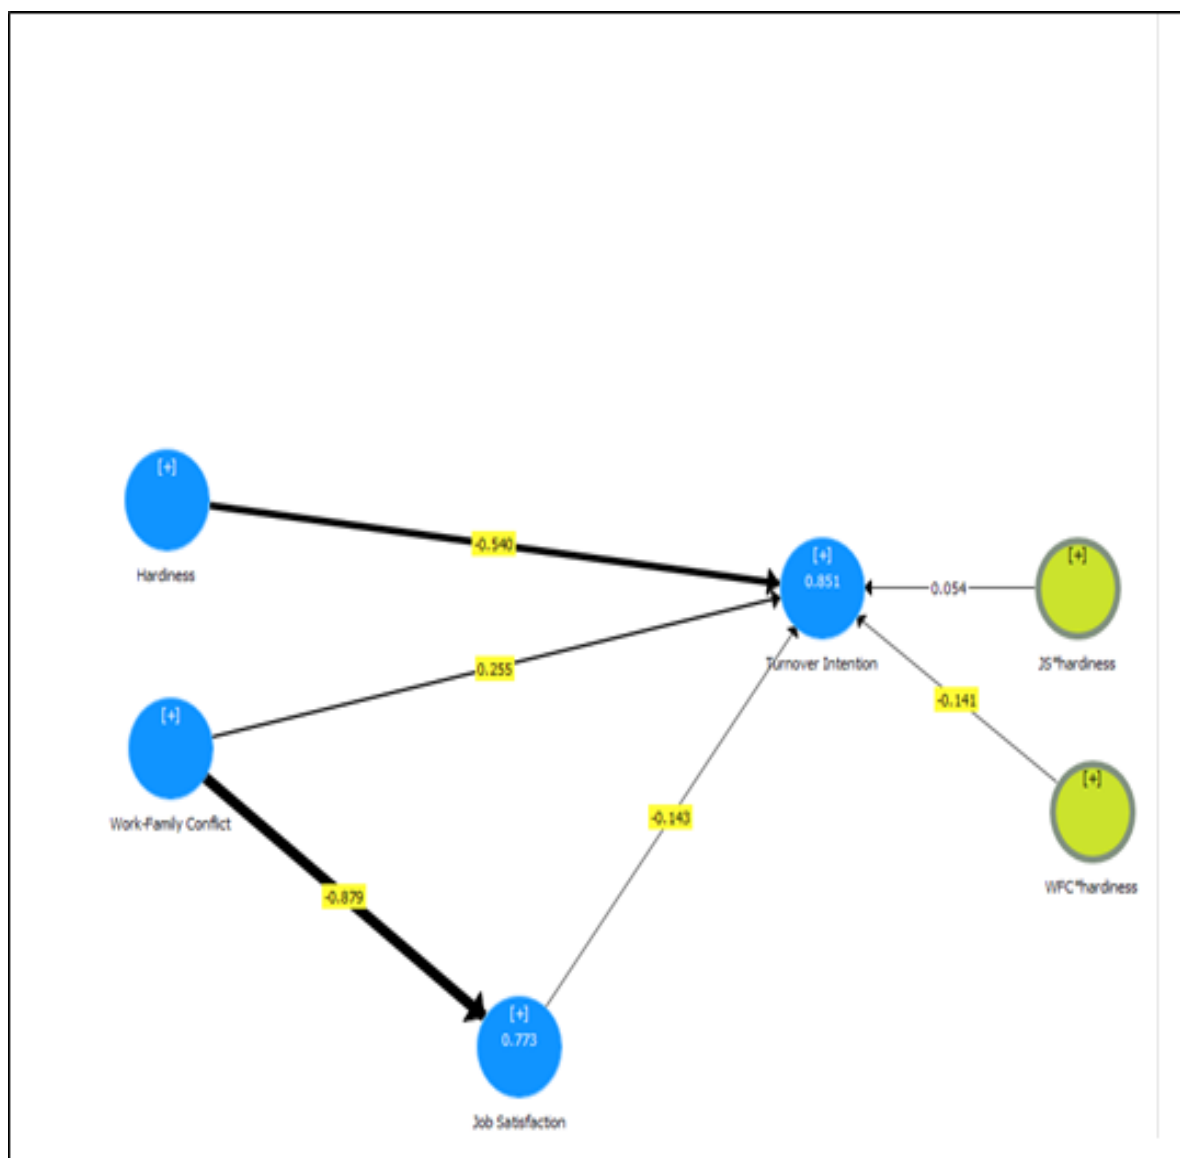 [+]
Hardiness
-0.540
[+]
0.851
Turnover Intention
0.054
[+]
JS*hardiness
0.255
-0.141
[+]
Work-Family Conflict
[+]
WFC*hardiness
-0.143
-0.879
[+]
0.773
Job Satisfaction